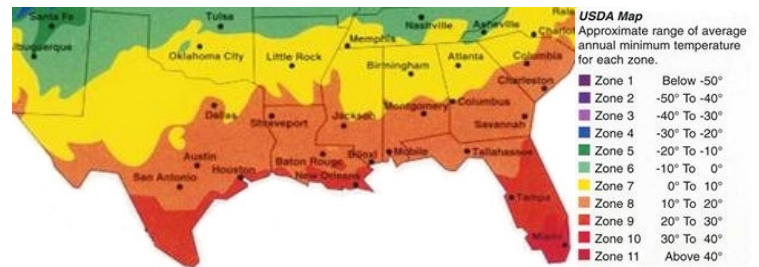 Santa Fe
Tulsa
Nashville
Asheville
Rale
Charlot
Memphis
lbuquerque
Oklahoma City
Little Rock
Birmingham
Atlanta
Columbia
Charleston
Montgomery
Columbus
Dallas
Shreveport
Jackson
Savannah
Austin
Baton Rouge
Biloxi
Mobile
Tallahassee
San Antonio
Houston
New Orleans
Tampa
Miami
USDA Map
Approximate range of average
annual minimum temperature
for each zone.
Zone 1 Below -50°
Zone 2 -50° To -40°
Zone 3 -40° To -30°
Zone 4 -30° To -20°
Zone 5 -20° To -10°
Zone 6 -10° To 0°
Zone 7 0° To 10°
Zone 8 10° To 20°
Zone 9 20° To 30°
Zone 10 30° To 40°
Zone 11 Above 40°